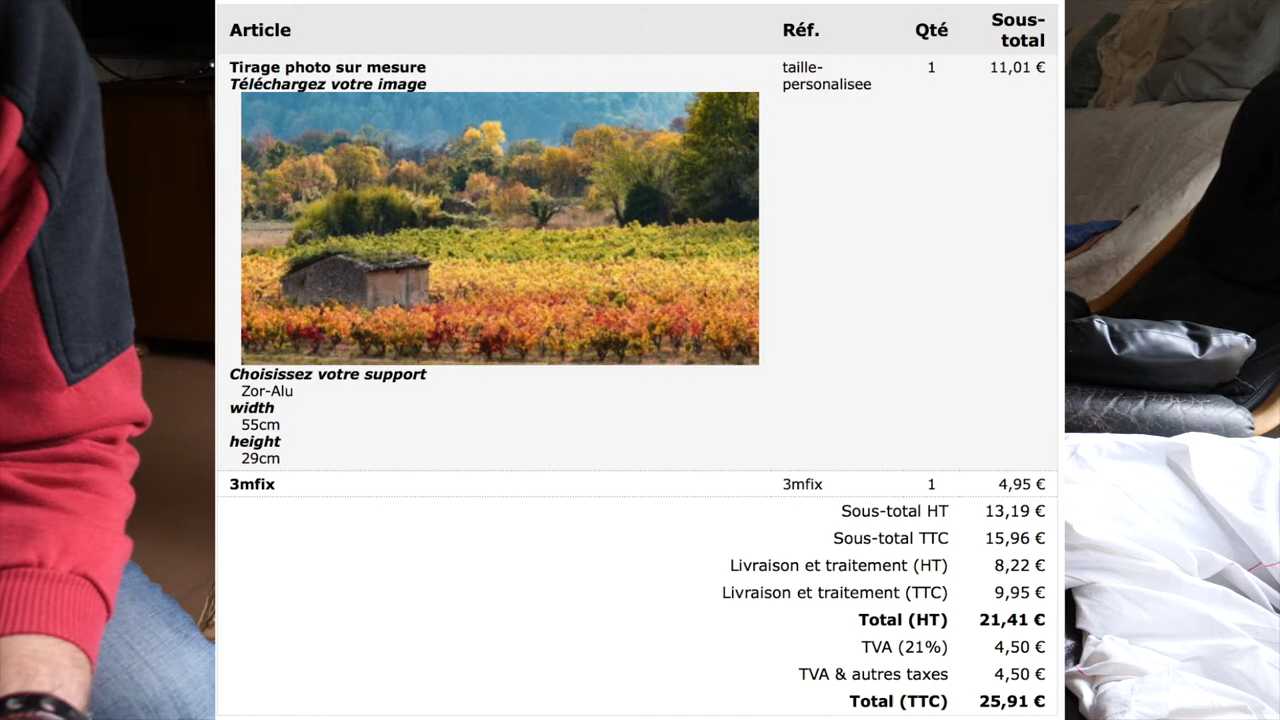 Article Réf. Qté Sous-total
Tirage photo sur mesure taille-personalisee 1 11,01 €
Téléchargez votre image
Choisissez votre support
Zor-Alu
width
55cm
height
29cm
3mfix 3mfix 1 4,95 €
Sous-total HT 13,19 €
Sous-total TTC 15,96 €
Livraison et traitement (HT) 8,22 €
Livraison et traitement (TTC) 9,95 €
Total (HT) 21,41 €
TVA (21%) 4,50 €
TVA & autres taxes 4,50 €
Total (TTC) 25,91 €